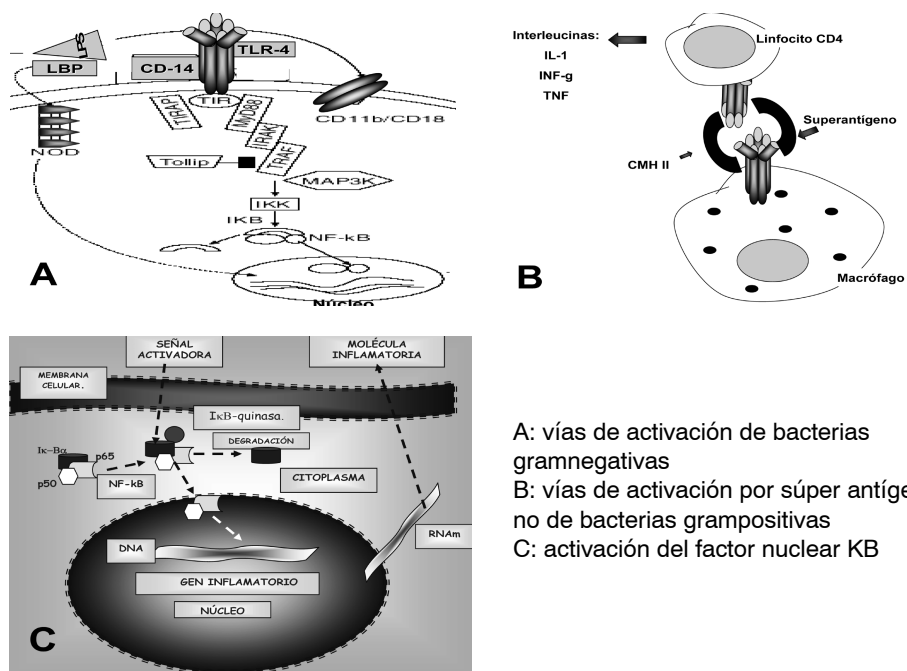 LPS
LBP
CD-14
TLR-4
TIR
TIRAP
MyD88
IRAK
TRAF
CD11b/CD18
NOD
Tollip
MAP3K
IKK
IKB
NF-kB
Núcleo
A
Interleucinas:
IL-1
INF-g
TNF
Linfocito CD4
Superantígeno
CMH II
Macrófago
B
SEÑAL
ACTIVADORA
MOLÉCULA
INFLAMATORIA
MEMBRANA
CELULAR.
IκB-quinasa.
DEGRADACIÓN
Iκ-Bα
p65
p50
NF-kB
CITOPLASMA
RNAm
DNA
GEN INFLAMATORIO
NÚCLEO
C
A: vías de activación de bacterias
gramnegativas
B: vías de activación por súper antíge
no de bacterias grampositivas
C: activación del factor nuclear KB